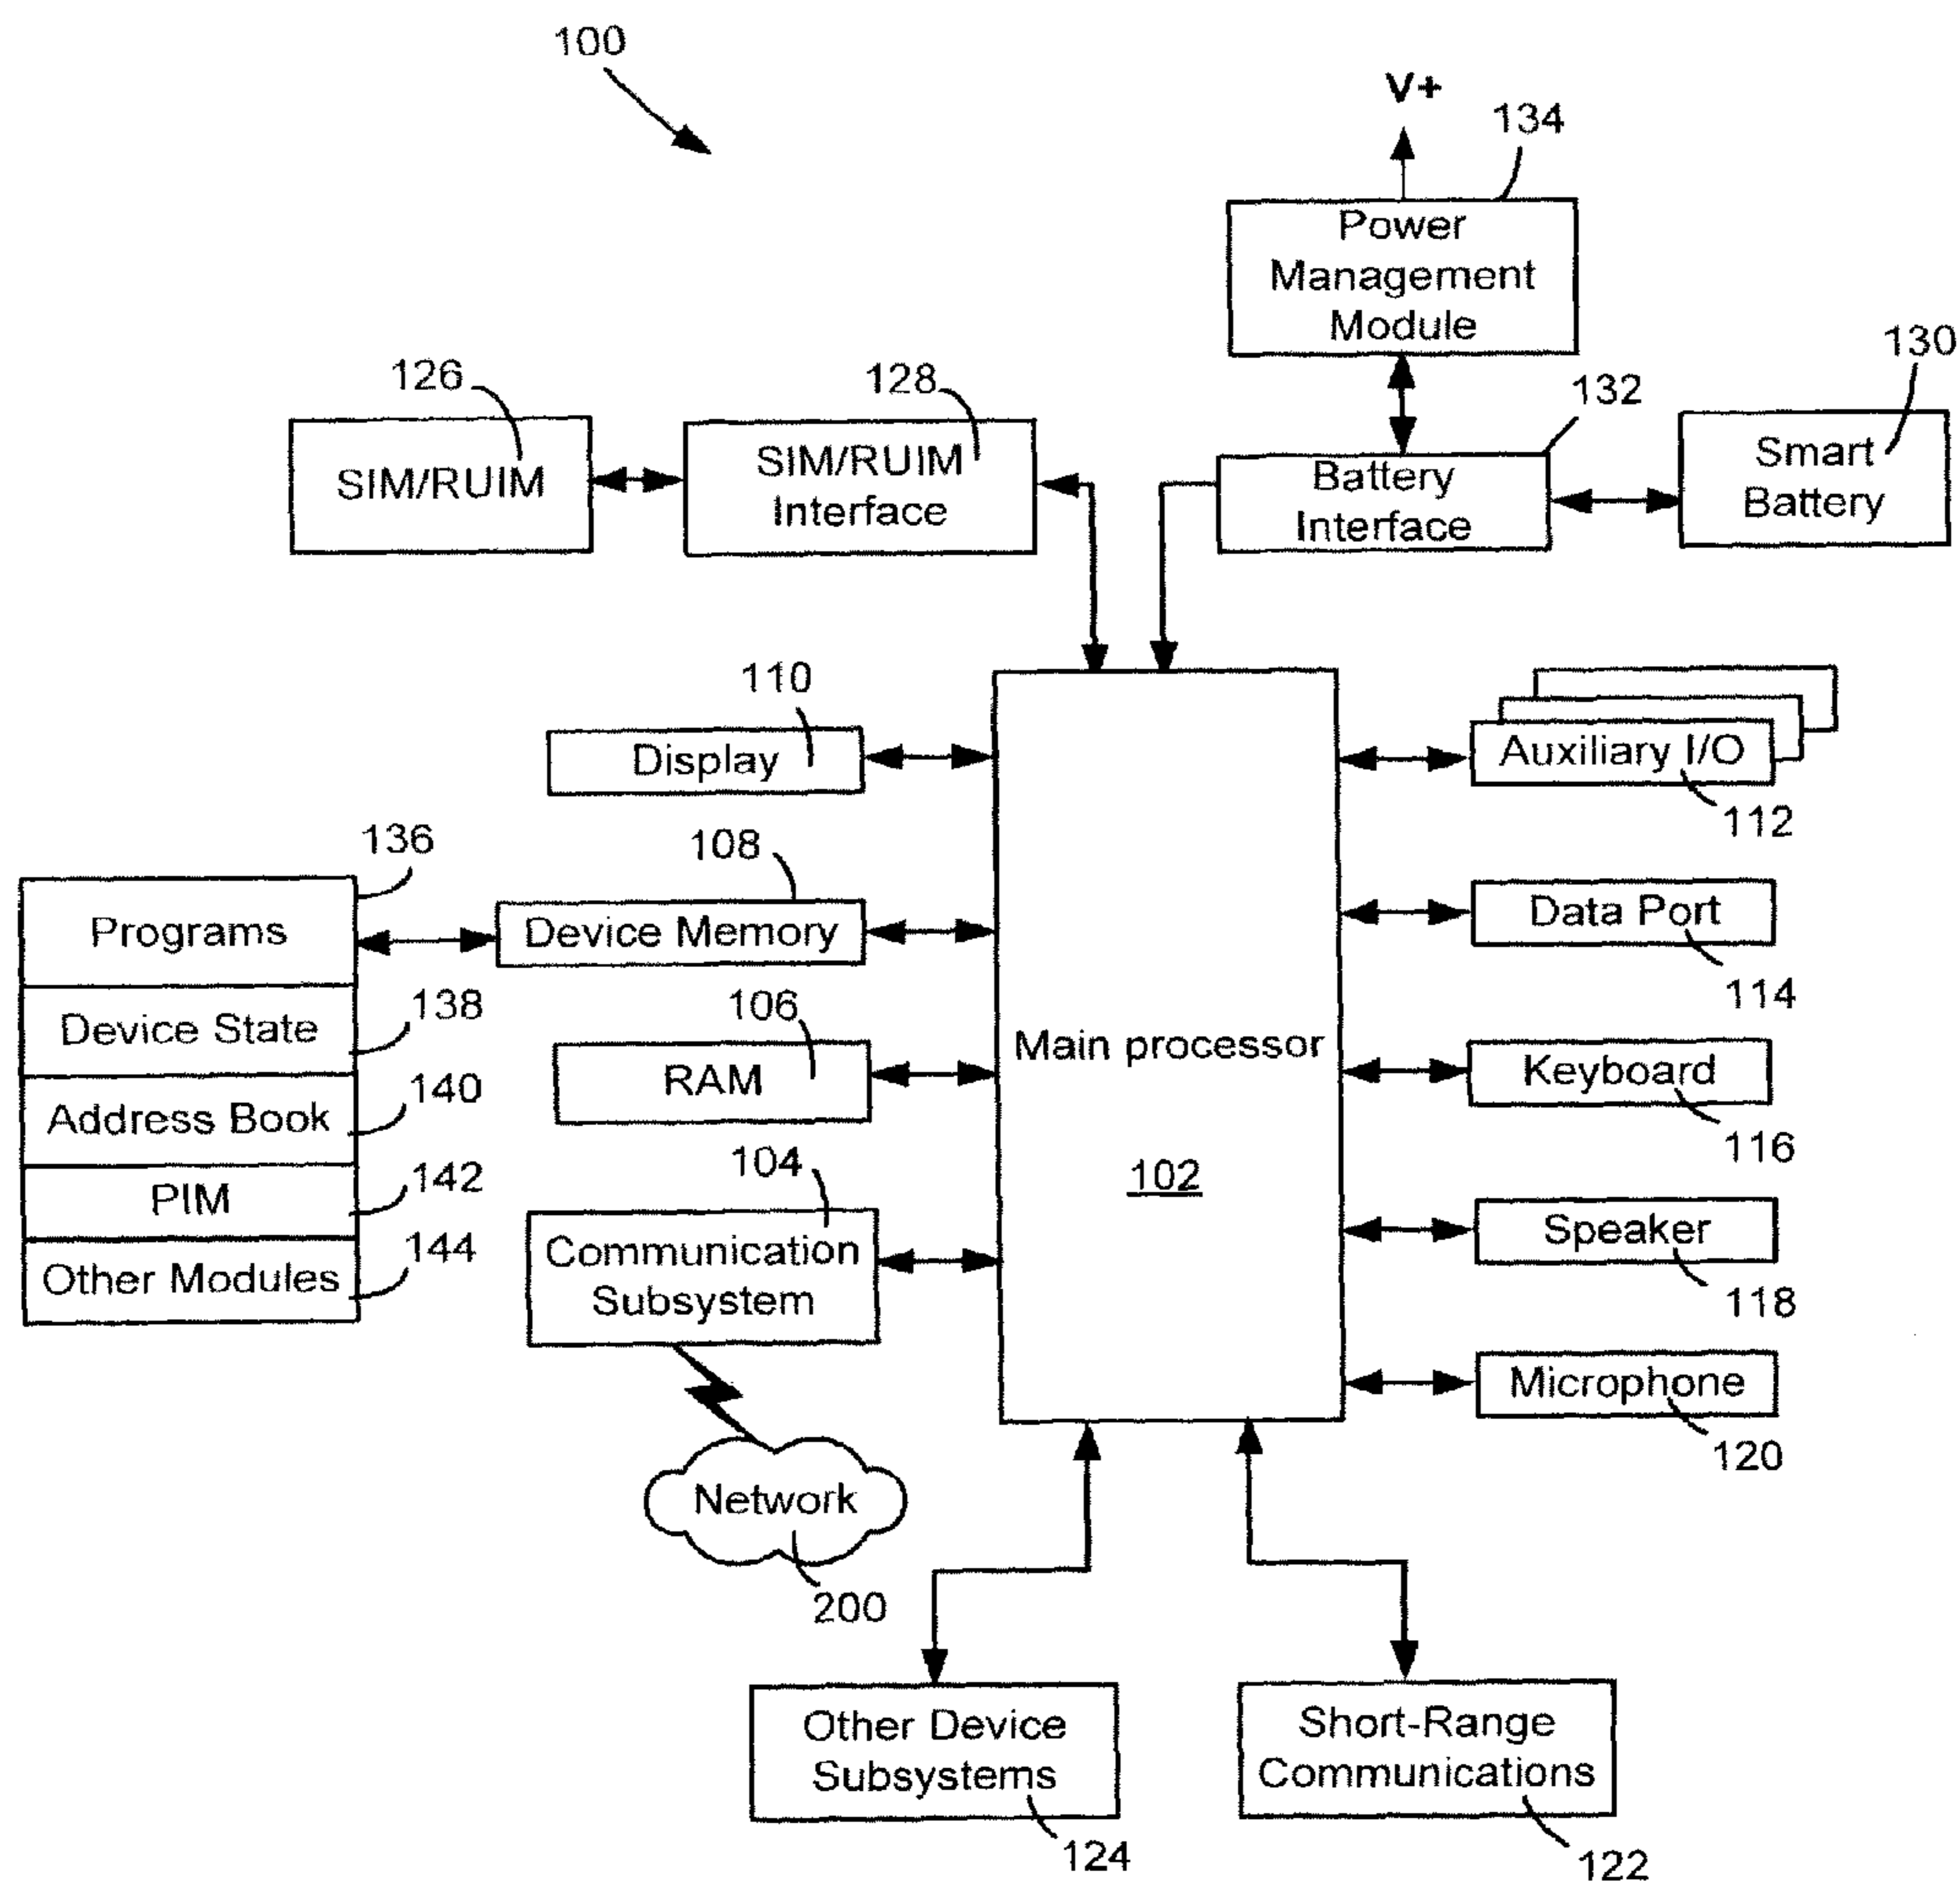 100
V+
134
Power
Management
Module
130
126
128
132
SIM/RUIM
SIM/RUIM
Interface
Battery
Interface
Smart
Battery
110
Display
Auxiliary I/O
112
136
108
Programs
Device Memory
Data Port
114
138
Device State
106
RAM
Main processor
102
Keyboard
116
140
Address Book
104
142
PIM
Communication
Subsystem
Speaker
118
144
Other Modules
Microphone
120
Network
200
Other Device
Subsystems
124
Short-Range
Communications
122